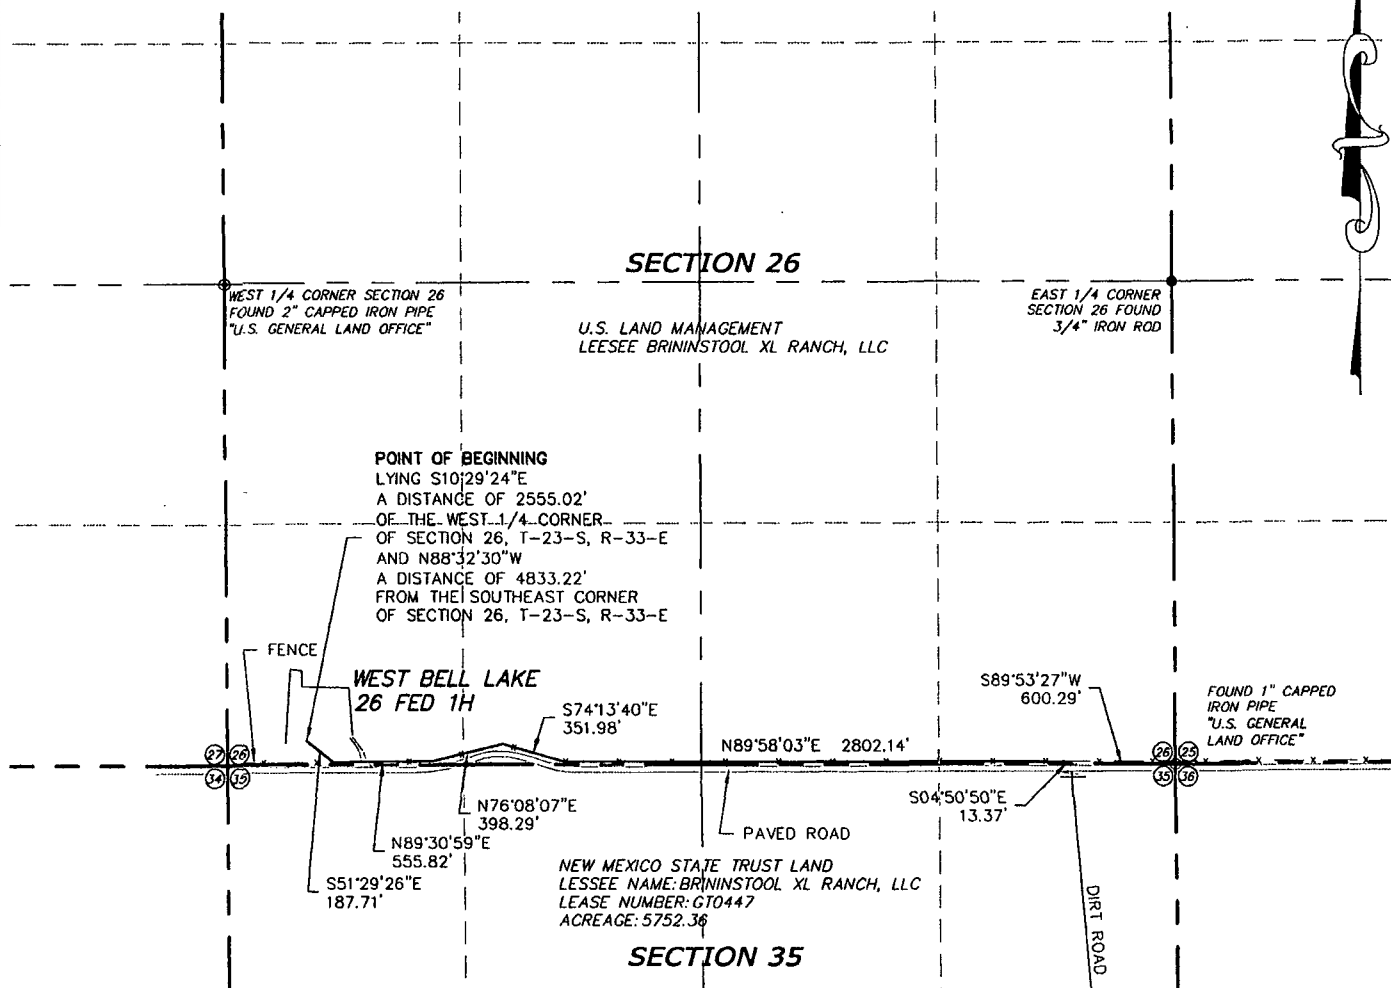 SECTION 26
WEST 1/4 CORNER SECTION 26
FOUND 2" CAPPED IRON PIPE
"U.S. GENERAL LAND OFFICE"
EAST 1/4 CORNER
SECTION 26 FOUND
3/4" IRON ROD
U.S. LAND MANAGEMENT
LEESEE BRININSTOOL XL RANCH, LLC
POINT OF BEGINNING
LYING S10°29'24"E
A DISTANCE OF 2555.02'
OF THE WEST 1/4 CORNER
OF SECTION 26, T-23-S, R-33-E
AND N88°32'30"W
A DISTANCE OF 4833.22'
FROM THE SOUTHEAST CORNER
OF SECTION 26, T-23-S, R-33-E
FENCE
WEST BELL LAKE
26 FED 1H
S74°13'40"E
351.98'
S89°53'27"W
600.29'
FOUND 1" CAPPED
IRON PIPE
"U.S. GENERAL
LAND OFFICE"
N89°58'03"E 2802.14'
27 26
34 35
26 25
35 36
S04°50'50"E
13.37'
N76°08'07"E
398.29'
PAVED ROAD
N89°30'59"E
555.82'
S51°29'26"E
187.71'
NEW MEXICO STATE TRUST LAND
LESSEE NAME: BRININSTOOL XL RANCH, LLC
LEASE NUMBER: GT0447
ACREAGE: 5752.36
DIRT ROAD
SECTION 35